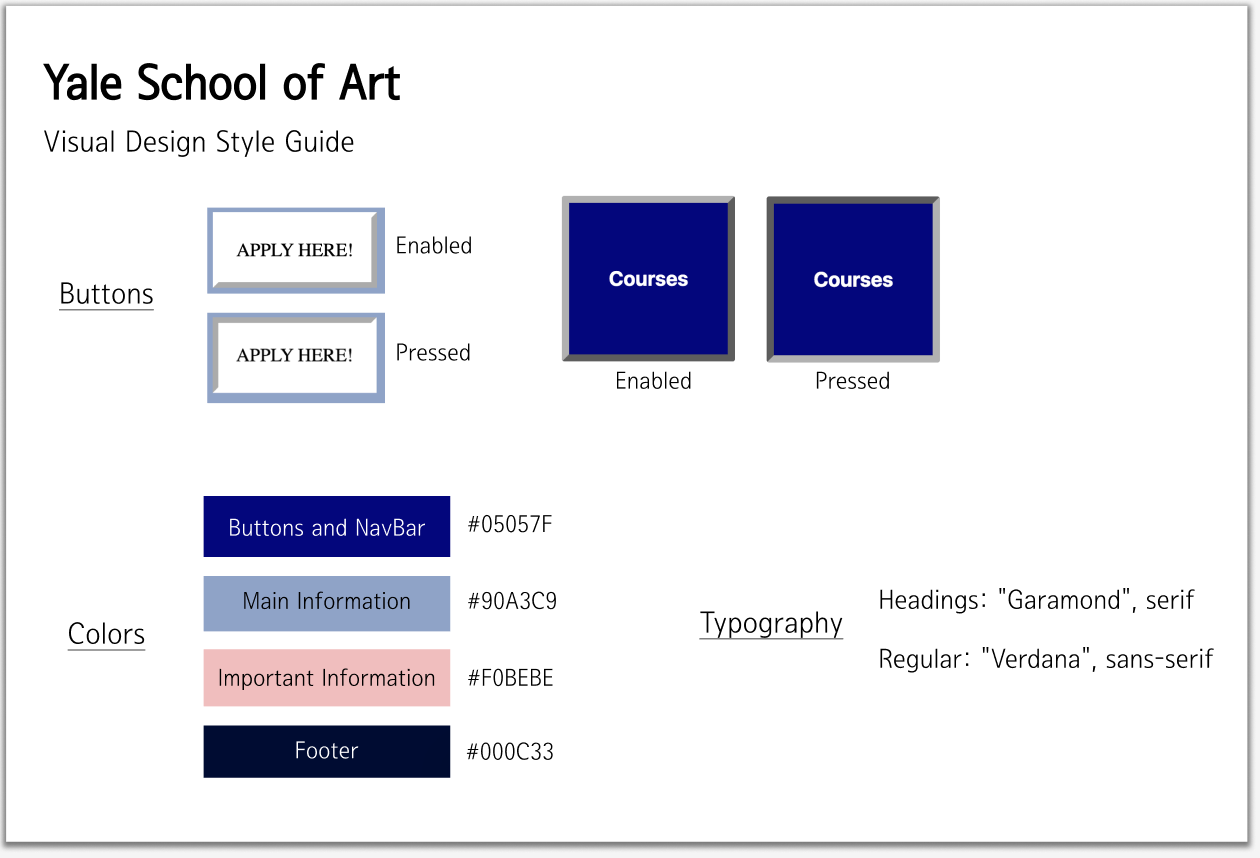 Yale School of Art
Visual Design Style Guide
Buttons
APPLY HERE!
Enabled
APPLY HERE!
Pressed
Courses
Enabled
Courses
Pressed
Colors
Buttons and NavBar
#05057F
Main Information
#90A3C9
Important Information
#F0BEBE
Footer
#000C33
Typography
Headings: "Garamond", serif
Regular: "Verdana", sans-serif